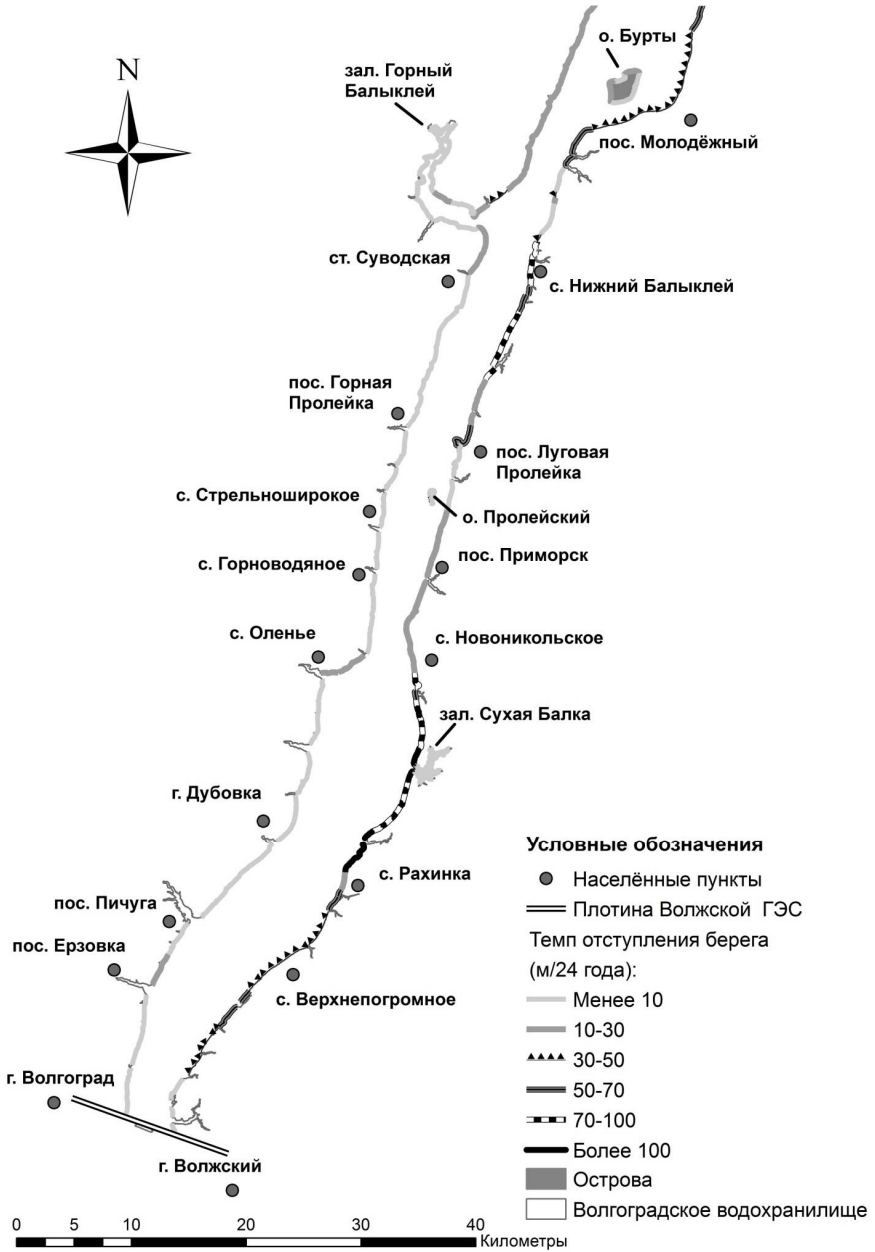 о. Бурты
зал. Горный
Балыклей
N
пос. Молодёжный
ст. Суводская
с. Нижний Балыклей
пос. Горная
Пролейка
пос. Луговая
Пролейка
с. Стрельноширокое
о. Пролейский
с. Горноводяное
пос. Приморск
с. Оленье
с. Новоникольское
зал. Сухая Балка
г. Дубовка
с. Рахинка
пос. Пичуга
пос. Ерзовка
с. Верхнепогромное
г. Волгоград
г. Волжский
Условные обозначения
Населённые пункты
Плотина Волжской ГЭС
Темп отступления берега
(м/24 года):
Менее 10
10-30
30-50
50-70
70-100
Более 100
Острова
Волгоградское водохранилище
0 5 10 20 30 40
Километры